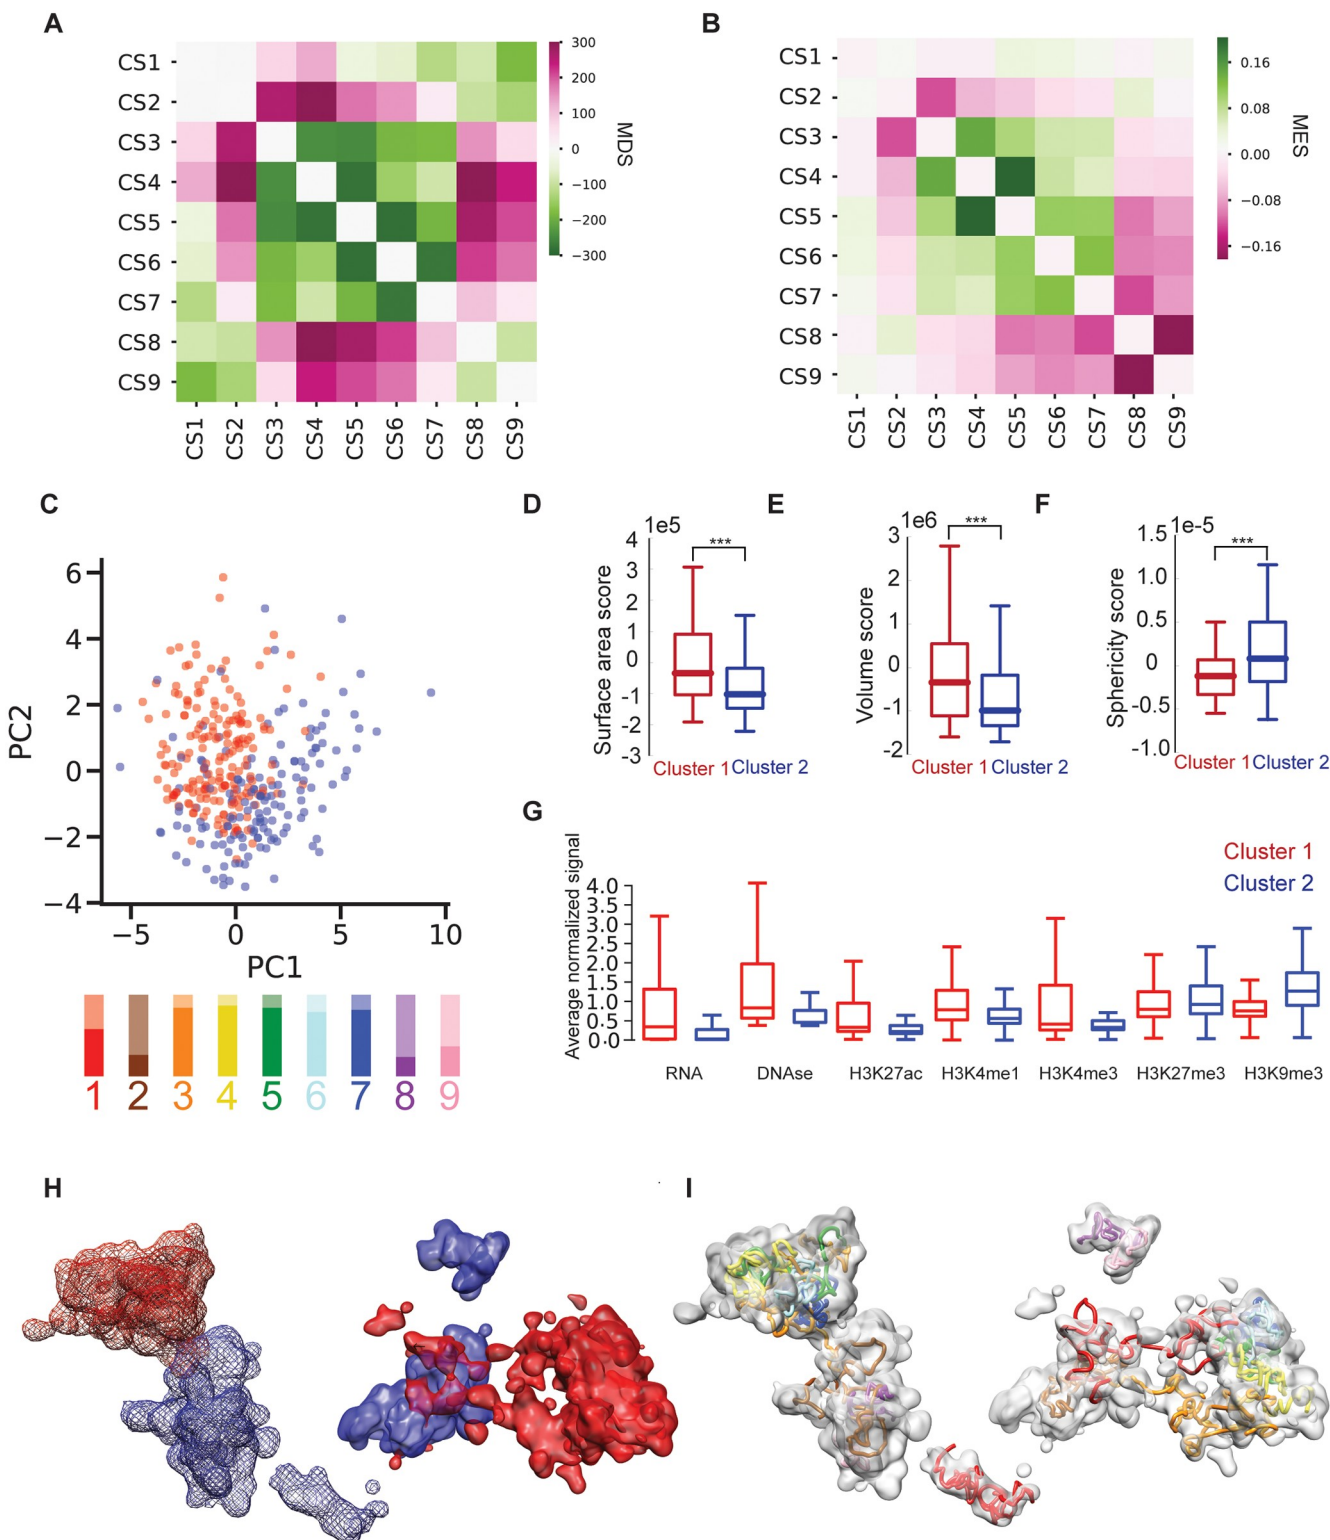 A
CS1
CS2
CS3
CS4
CS5
CS6
CS7
CS8
CS9
CS1 CS2 CS3 CS4 CS5 CS6 CS7 CS8 CS9
300
200
100
0
−100
−200
−300
MDS
B
CS1
CS2
CS3
CS4
CS5
CS6
CS7
CS8
CS9
CS1 CS2 CS3 CS4 CS5 CS6 CS7 CS8 CS9
0.16
0.08
0.00
−0.08
−0.16
MES
C
PC2
6
4
2
0
−2
−4
−5 0 5 10
PC1
1 2 3 4 5 6 7 8 9
D
1e5
***
Surface area score
4
3
2
1
0
-1
-2
-3
Cluster 1 Cluster 2
E
1e6
***
Volume score
3
2
1
0
-1
-2
Cluster 1 Cluster 2
F
1e-5
***
Sphericity score
1.5
1.0
0.5
0
-0.5
-1.0
Cluster 1 Cluster 2
G
Cluster 1
Cluster 2
Average normalized signal
4.0
3.5
3.0
2.5
2.0
1.5
1.0
0.5
0.0
RNA DNAse H3K27ac H3K4me1 H3K4me3 H3K27me3 H3K9me3
H
I